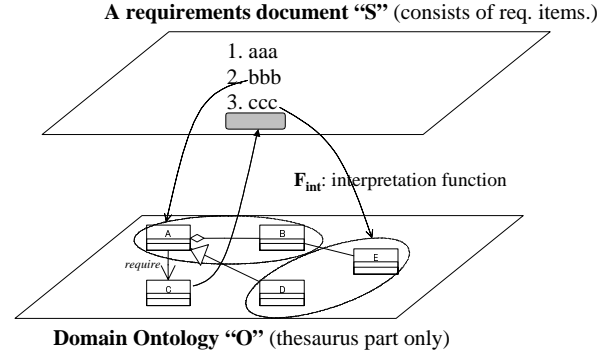 A requirements document “S” (consists of req. items.)
1. aaa
2. bbb
3. ccc
Fint: interpretation function
A
B
E
require
C
D
Domain Ontology “O” (thesaurus part only)